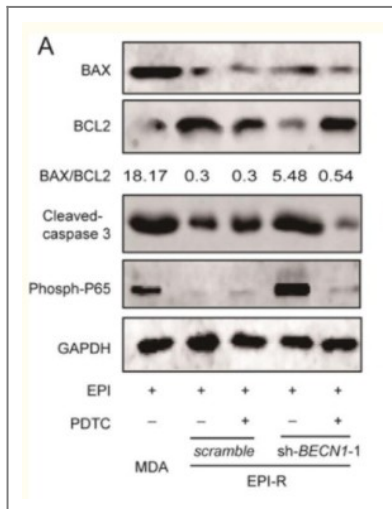 A
BAX
BCL2
BAX/BCL2 18.17 0.3 0.3 5.48 0.54
Cleaved-
caspase 3
Phosph-P65
GAPDH
EPI + + + + +
PDTC – – + – +
MDA scramble sh-BECN1-1
EPI-R